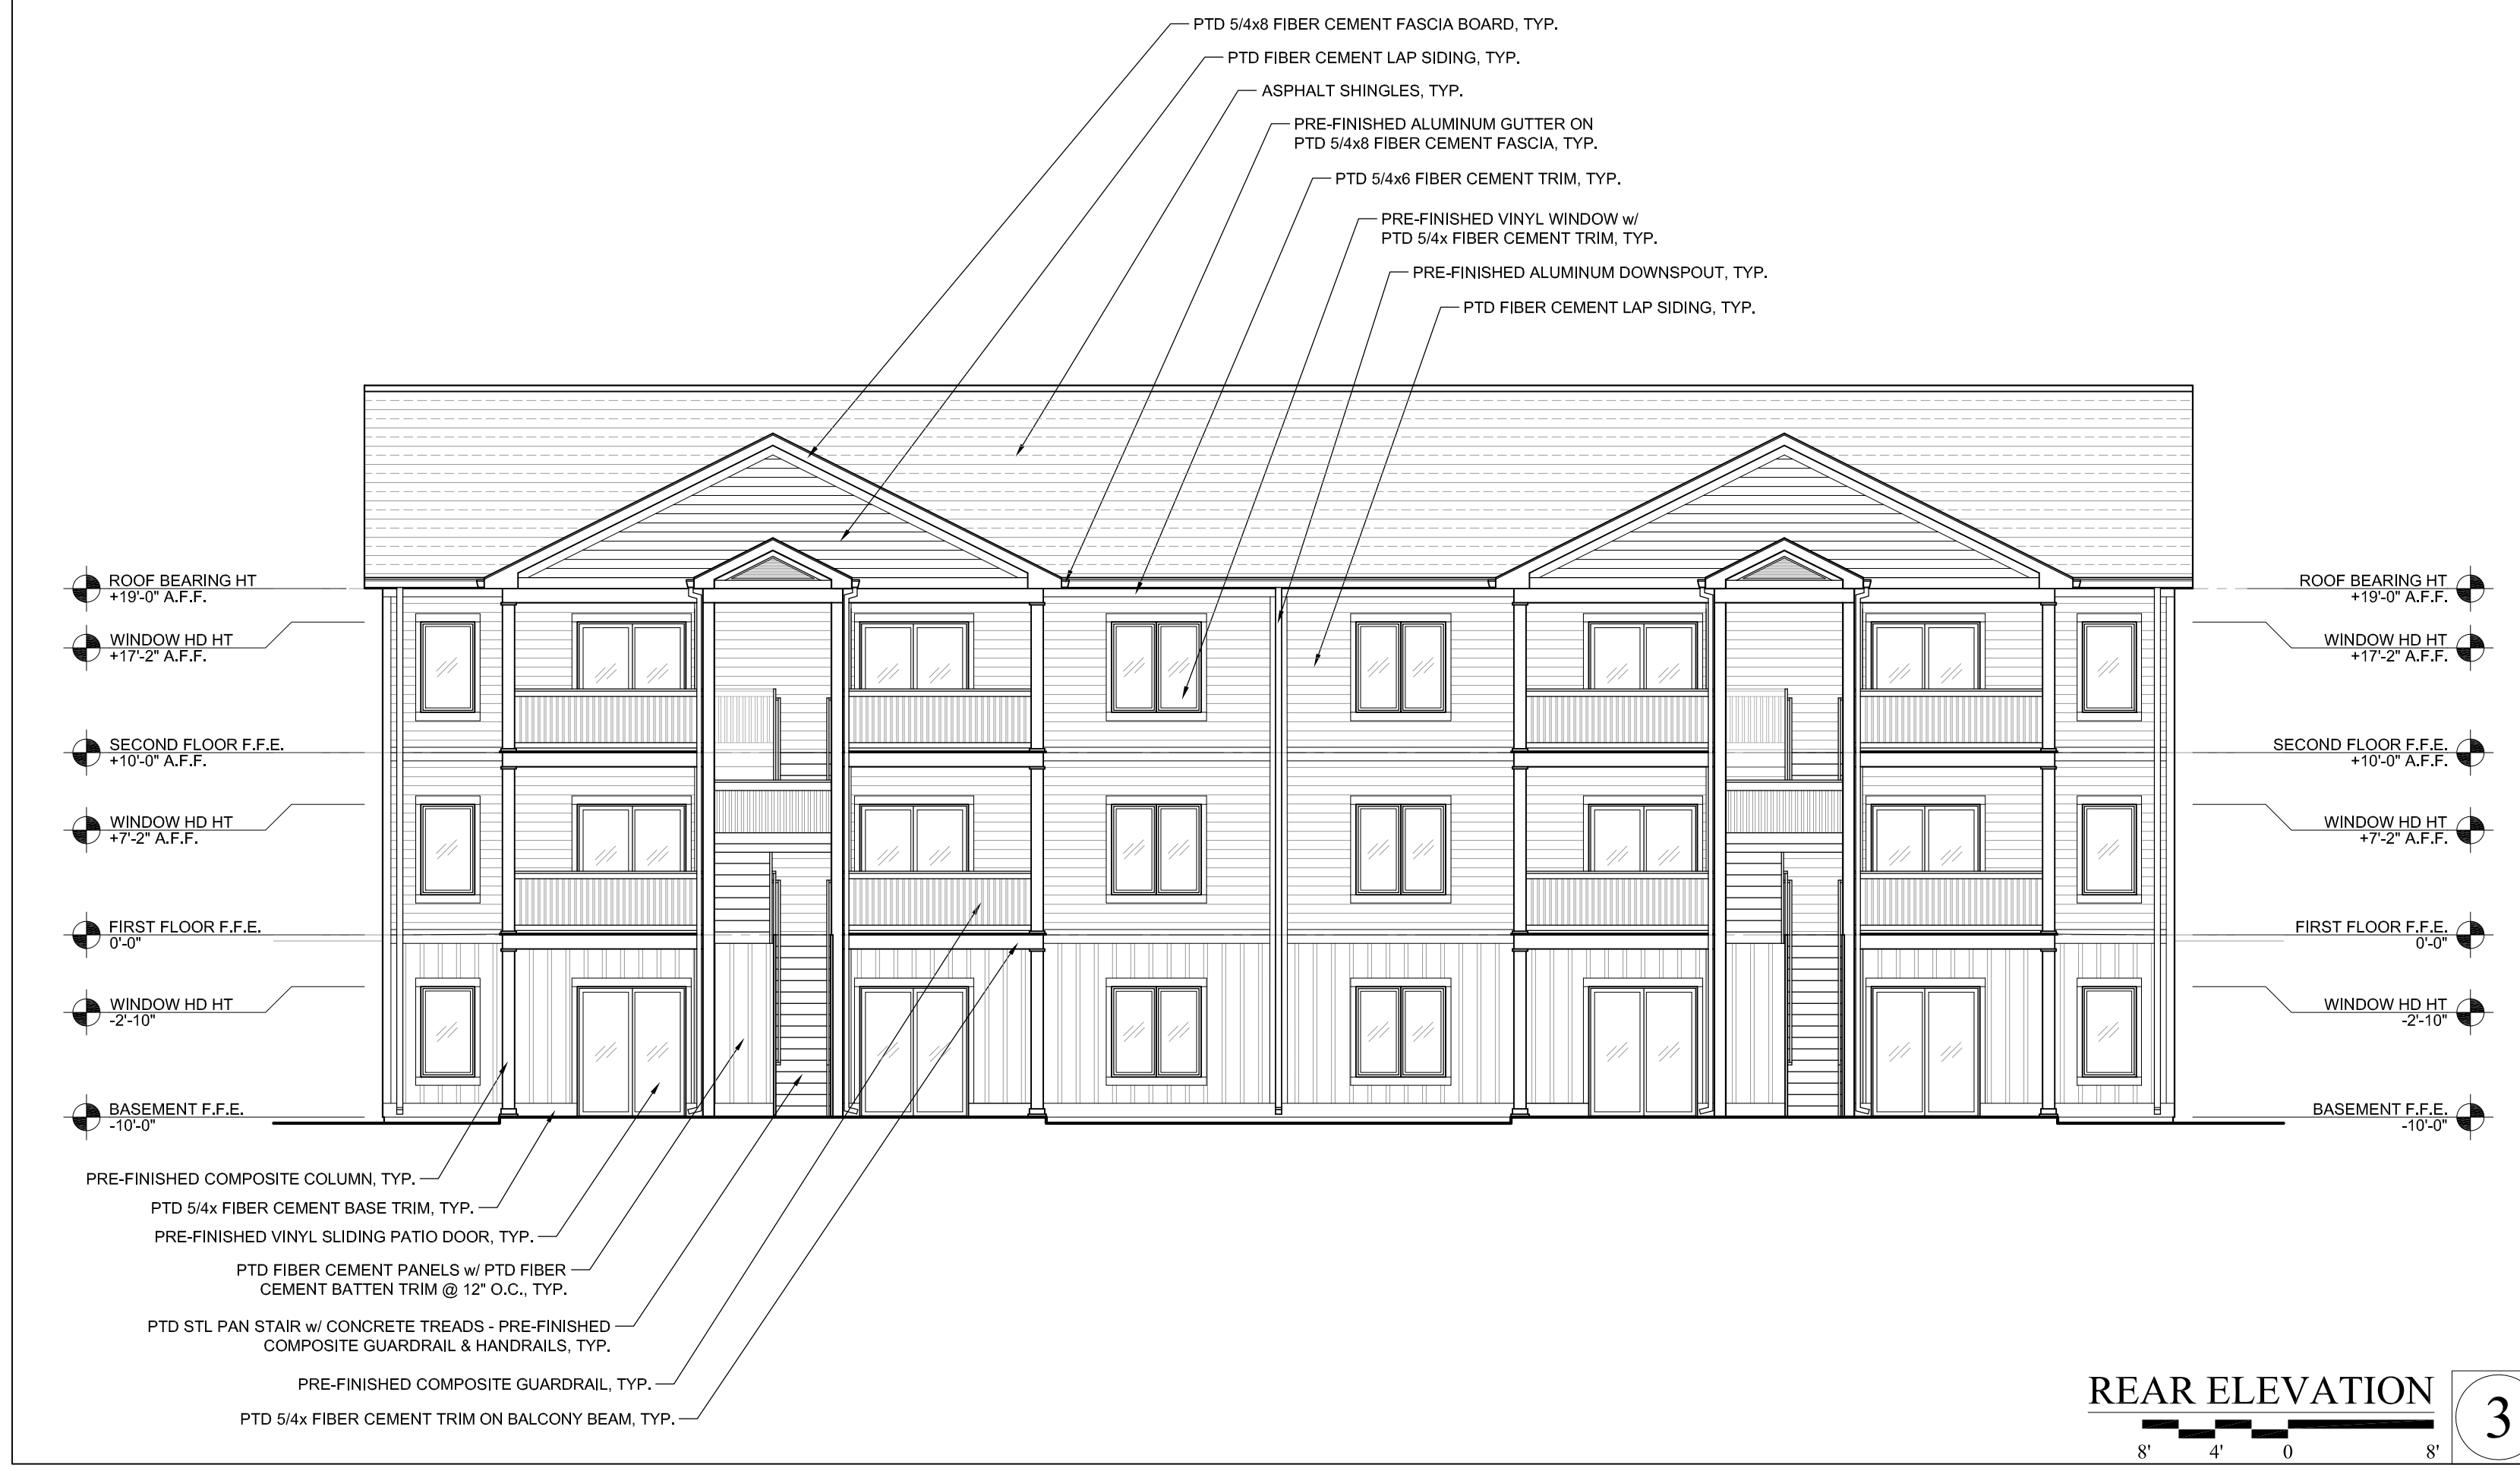 PTD 5/4x8 FIBER CEMENT FASCIA BOARD, TYP.
PTD FIBER CEMENT LAP SIDING, TYP.
ASPHALT SHINGLES, TYP.
PRE-FINISHED ALUMINUM GUTTER ON
PTD 5/4x8 FIBER CEMENT FASCIA, TYP.
PTD 5/4x6 FIBER CEMENT TRIM, TYP.
PRE-FINISHED VINYL WINDOW w/
PTD 5/4x FIBER CEMENT TRIM, TYP.
PRE-FINISHED ALUMINUM DOWNSPOUT, TYP.
PTD FIBER CEMENT LAP SIDING, TYP.
ROOF BEARING HT
+19'-0" A.F.F.
WINDOW HD HT
+17'-2" A.F.F.
SECOND FLOOR F.F.E.
+10'-0" A.F.F.
WINDOW HD HT
+7'-2" A.F.F.
FIRST FLOOR F.F.E.
0'-0"
WINDOW HD HT
-2'-10"
BASEMENT F.F.E.
-10'-0"
ROOF BEARING HT
+19'-0" A.F.F.
WINDOW HD HT
+17'-2" A.F.F.
SECOND FLOOR F.F.E.
+10'-0" A.F.F.
WINDOW HD HT
+7'-2" A.F.F.
FIRST FLOOR F.F.E.
0'-0"
WINDOW HD HT
-2'-10"
BASEMENT F.F.E.
-10'-0"
PRE-FINISHED COMPOSITE COLUMN, TYP.
PTD 5/4x FIBER CEMENT BASE TRIM, TYP.
PRE-FINISHED VINYL SLIDING PATIO DOOR, TYP.
PTD FIBER CEMENT PANELS w/ PTD FIBER
CEMENT BATTEN TRIM @ 12" O.C., TYP.
PTD STL PAN STAIR w/ CONCRETE TREADS - PRE-FINISHED
COMPOSITE GUARDRAIL & HANDRAILS, TYP.
PRE-FINISHED COMPOSITE GUARDRAIL, TYP.
PTD 5/4x FIBER CEMENT TRIM ON BALCONY BEAM, TYP.
REAR ELEVATION
3
8' 4' 0 8'